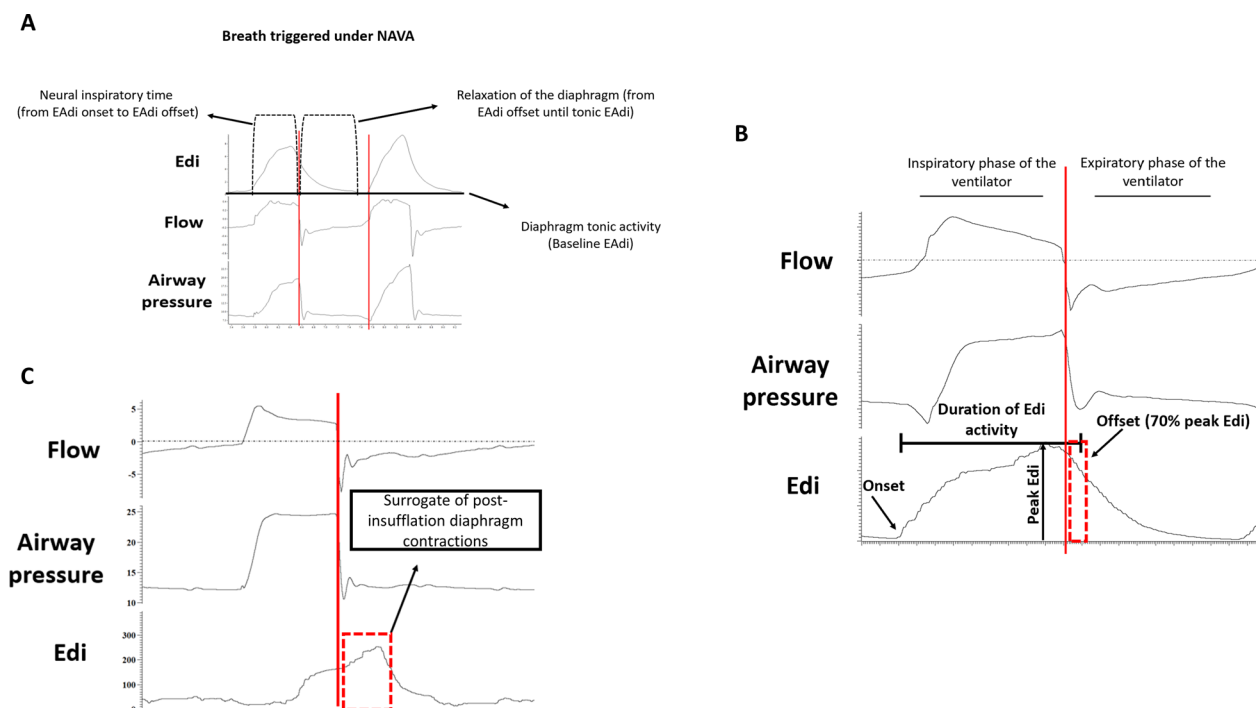 A
Breath triggered under NAVA
Neural inspiratory time
(from EAdi onset to EAdi offset)
Relaxation of the diaphragm (from
EAdi offset until tonic EAdi)
Edi
Flow
Airway
pressure
Diaphragm tonic activity
(Baseline EAdi)
B
Inspiratory phase of the
ventilator
Expiratory phase of the
ventilator
Flow
Airway
pressure
Duration of Edi
activity
Offset (70% peak Edi)
Onset
Peak Edi
Edi
C
Flow
5
0
-5
Surrogate of post-
insufflation diaphragm
contractions
Airway
pressure
25
20
15
10
Edi
300
200
100
0